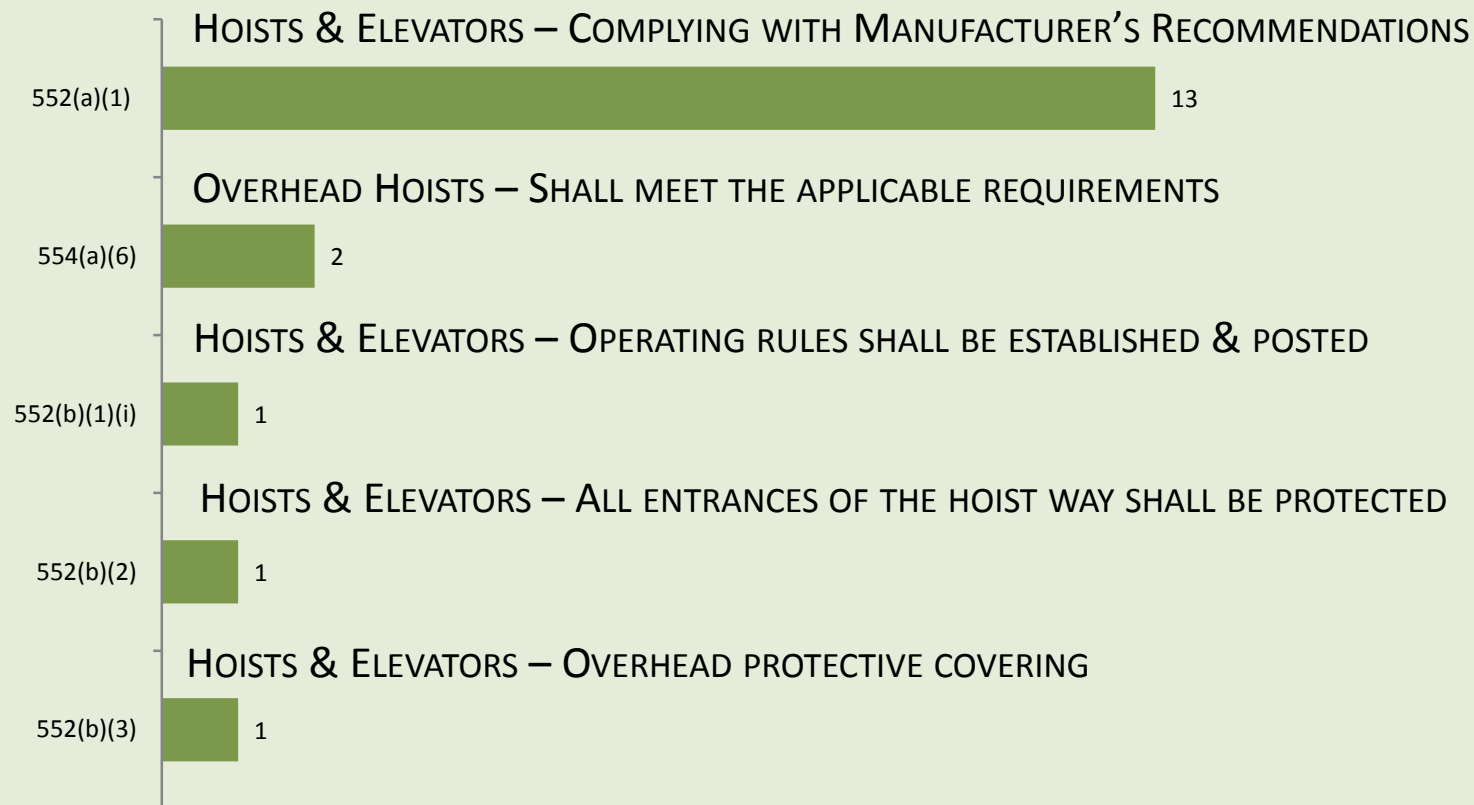 HOISTS & ELEVATORS – COMPLYING WITH MANUFACTURER’S RECOMMENDATIONS
552(a)(1)
13
OVERHEAD HOISTS – SHALL MEET THE APPLICABLE REQUIREMENTS
554(a)(6)
2
HOISTS & ELEVATORS – OPERATING RULES SHALL BE ESTABLISHED & POSTED
552(b)(1)(i)
1
HOISTS & ELEVATORS – ALL ENTRANCES OF THE HOIST WAY SHALL BE PROTECTED
552(b)(2)
1
HOISTS & ELEVATORS – OVERHEAD PROTECTIVE COVERING
552(b)(3)
1